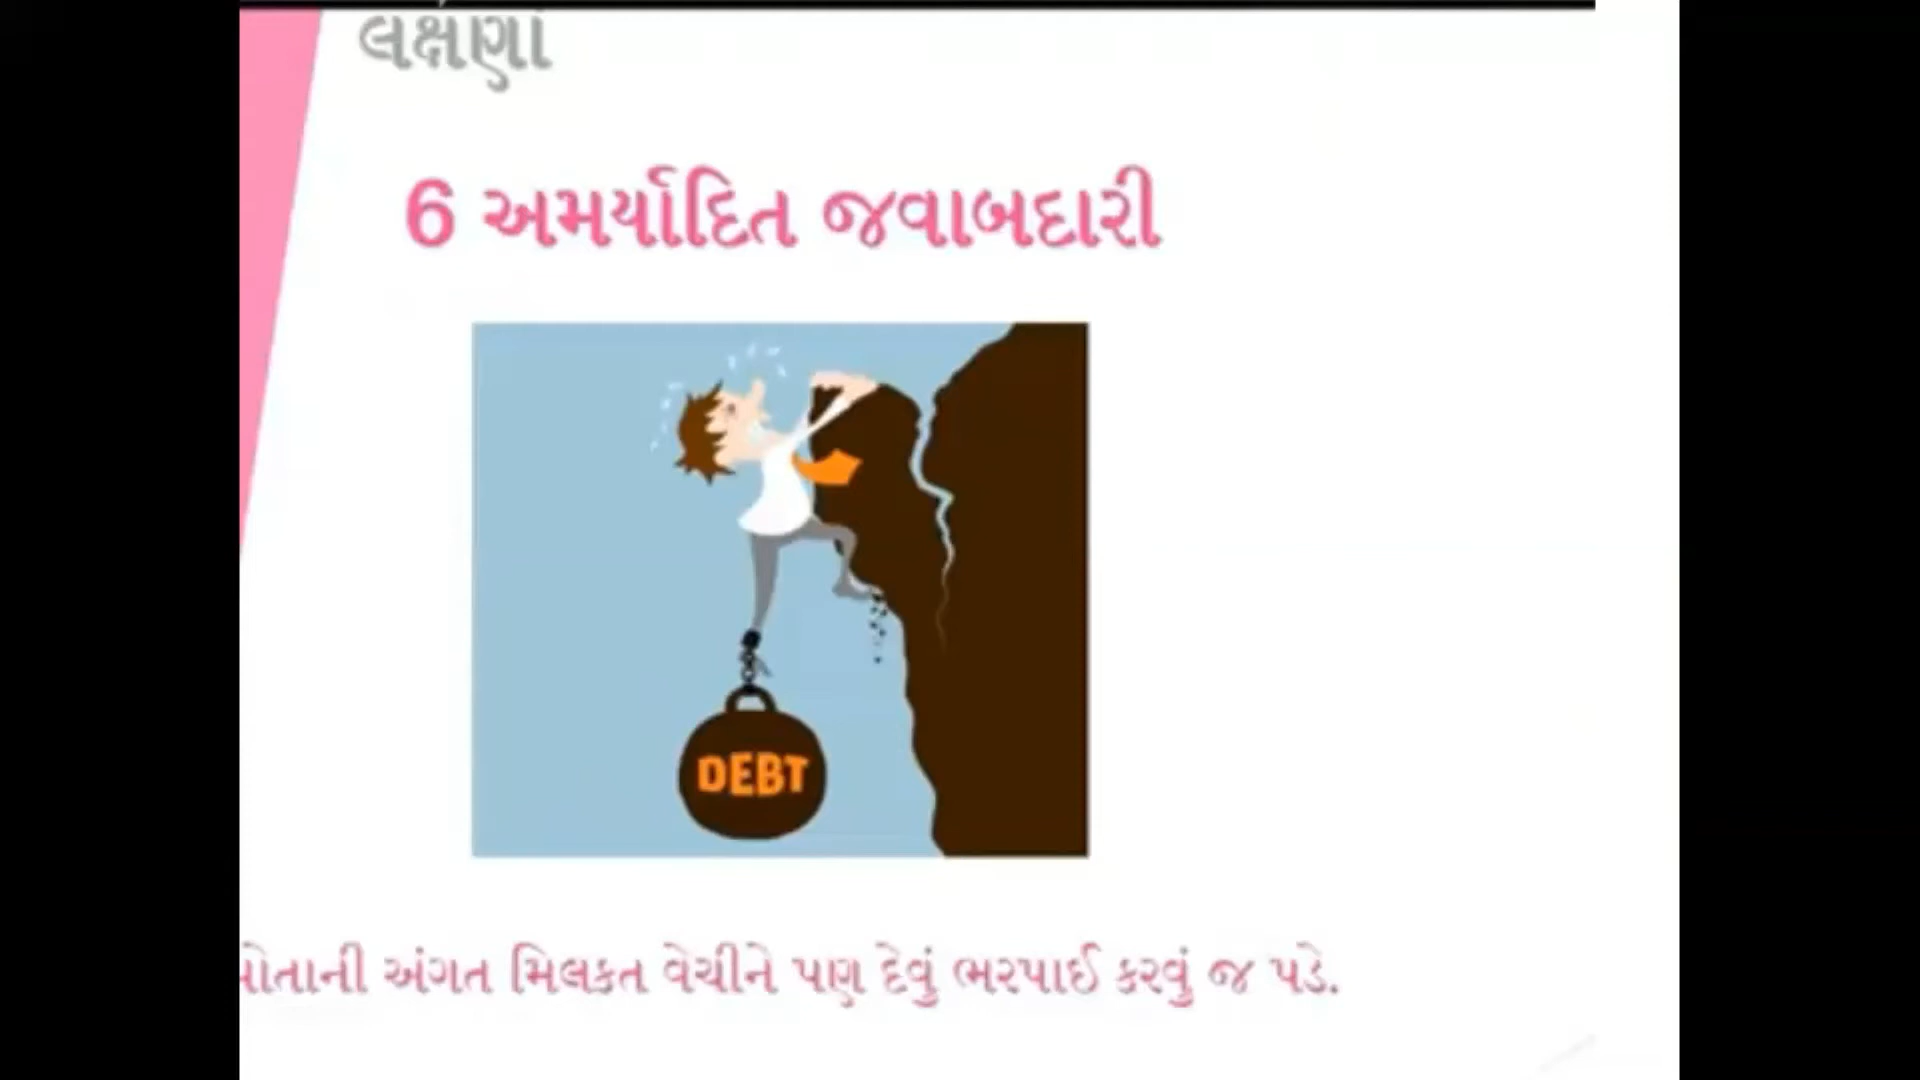 લક્ષણો
6 અમર્યાદિત જવાબદારી
DEBT
પોતાની અંગત મિલકત વેચીને પણ દેવું ભરપાઈ કરવું જ પડે.